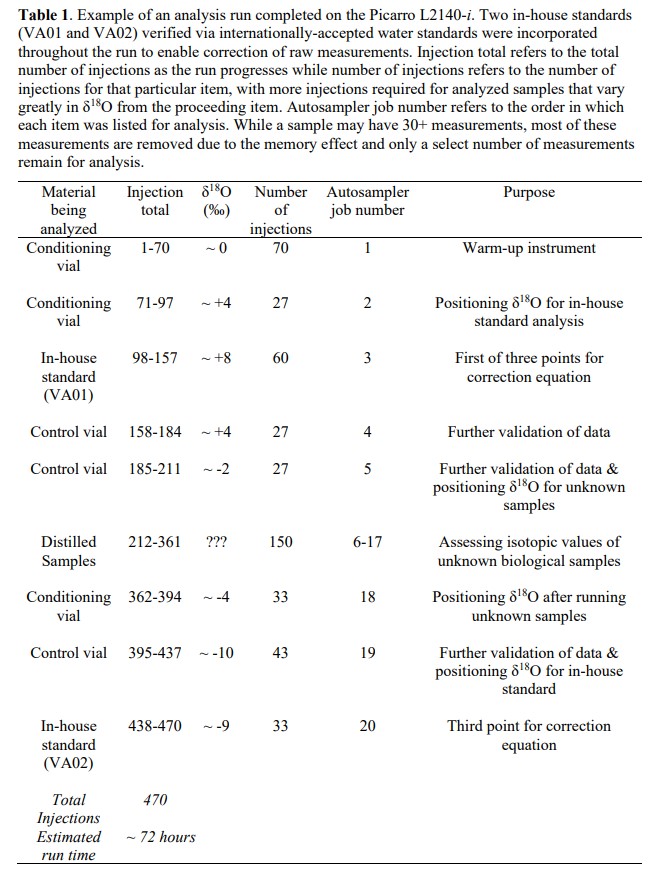 Table 1. Example of an analysis run completed on the Picarro L2140-i. Two in-house standards
(VA01 and VA02) verified via internationally-accepted water standards were incorporated
throughout the run to enable correction of raw measurements. Injection total refers to the total
number of injections as the run progresses while number of injections refers to the number of
injections for that particular item, with more injections required for analyzed samples that vary
greatly in δ¹⁸O from the proceeding item. Autosampler job number refers to the order in which
each item was listed for analysis. While a sample may have 30+ measurements, most of these
measurements are removed due to the memory effect and only a select number of measurements
remain for analysis.
Material Injection δ¹⁸O Number Autosampler Purpose
being total (‰) of job number
analyzed injections
Conditioning 1-70 ~ 0 70 1 Warm-up instrument
vial
Conditioning 71-97 ~ +4 27 2 Positioning δ¹⁸O for in-house
vial standard analysis
In-house 98-157 ~ +8 60 3 First of three points for
standard correction equation
(VA01)
Control vial 158-184 ~ +4 27 4 Further validation of data
Control vial 185-211 ~ -2 27 5 Further validation of data &
positioning δ¹⁸O for unknown
samples
Distilled 212-361 ??? 150 6-17 Assessing isotopic values of
Samples unknown biological samples
Conditioning 362-394 ~ -4 33 18 Positioning δ¹⁸O after running
vial unknown samples
Control vial 395-437 ~ -10 43 19 Further validation of data &
positioning δ¹⁸O for in-house
standard
In-house 438-470 ~ -9 33 20 Third point for correction
standard equation
(VA02)
Total 470
Injections
Estimated ~ 72 hours
run time